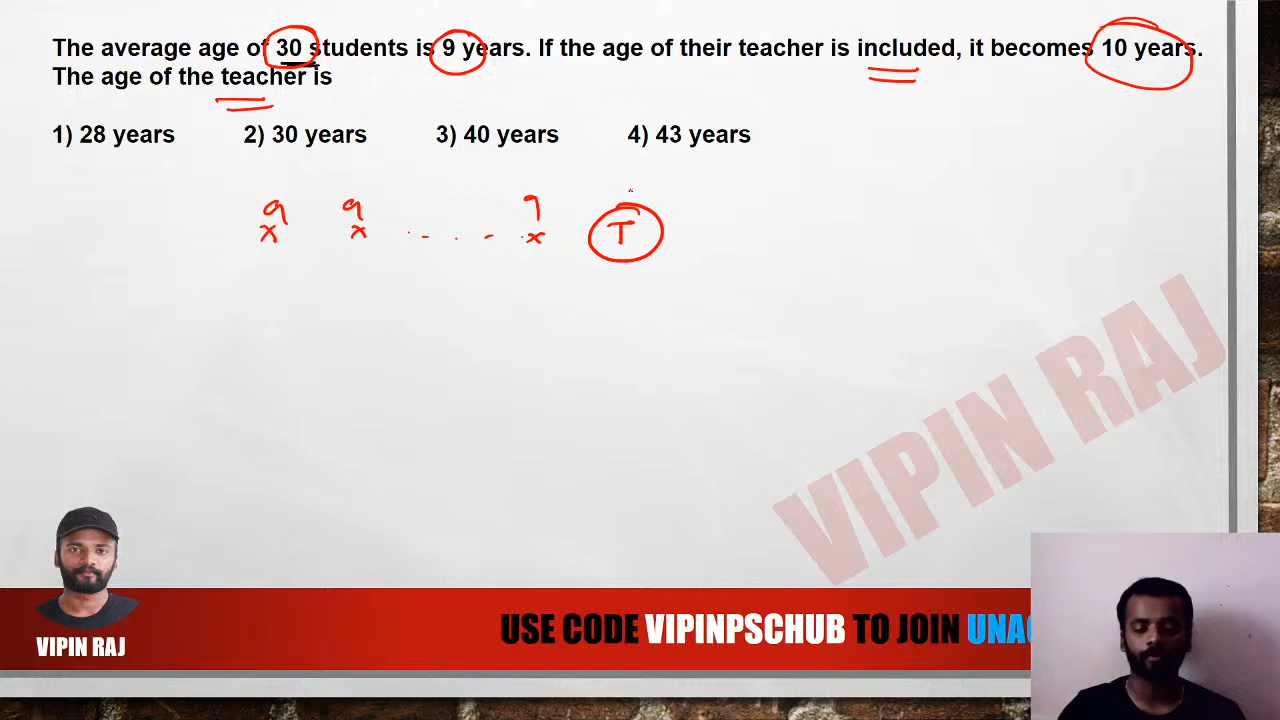 The average age of 30 students is 9 years. If the age of their teacher is included, it becomes 10 years.
The age of the teacher is
1) 28 years 2) 30 years 3) 40 years 4) 43 years
9 9 9
x x . - . - . x T
VIPIN RAJ
VIPIN RAJ
USE CODE VIPINPSCHUB TO JOIN